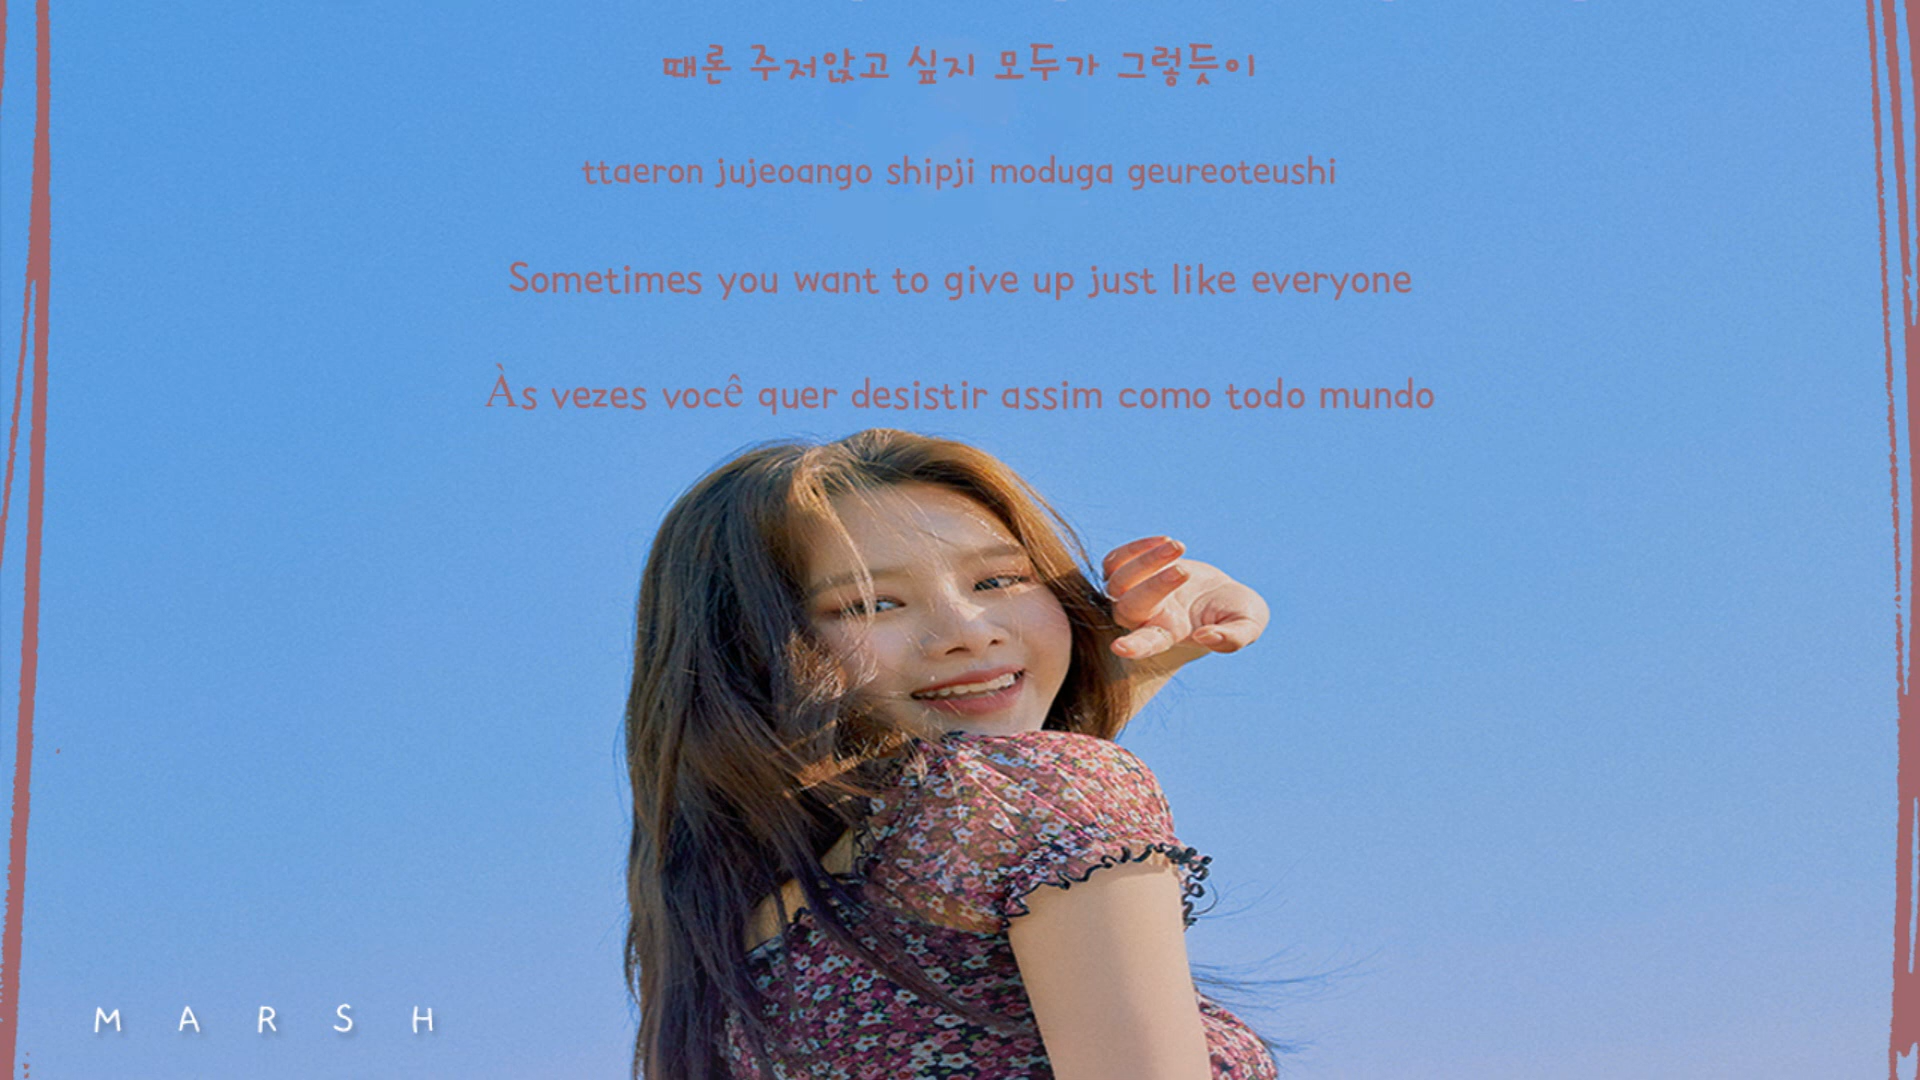 때론 주저앉고 싶지 모두가 그렇듯이
ttaeron jujeoango shipji moduga geureoteushi
Sometimes you want to give up just like everyone
Às vezes você quer desistir assim como todo mundo
M A R S H